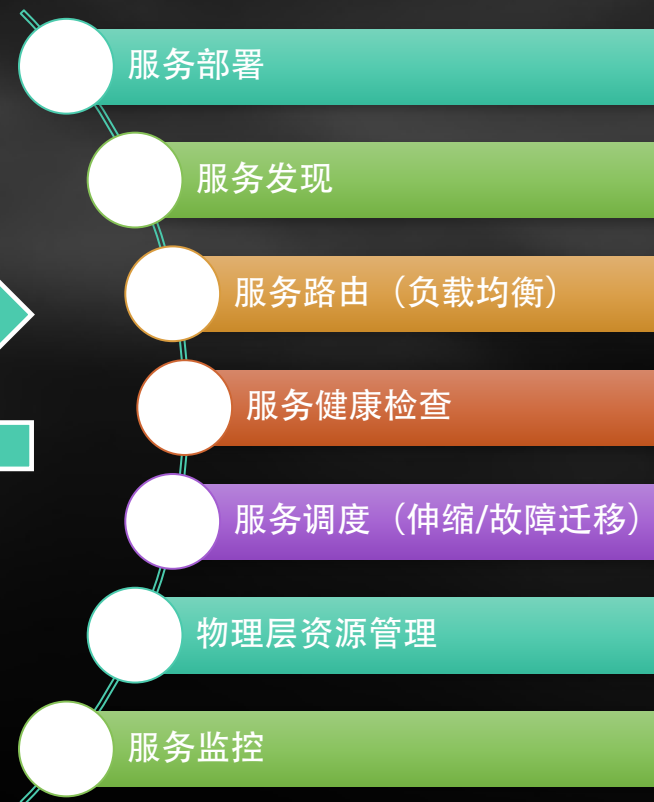 服务部署
服务发现
服务路由（负载均衡）
服务健康检查
服务调度（伸缩/故障迁移）
物理层资源管理
服务监控